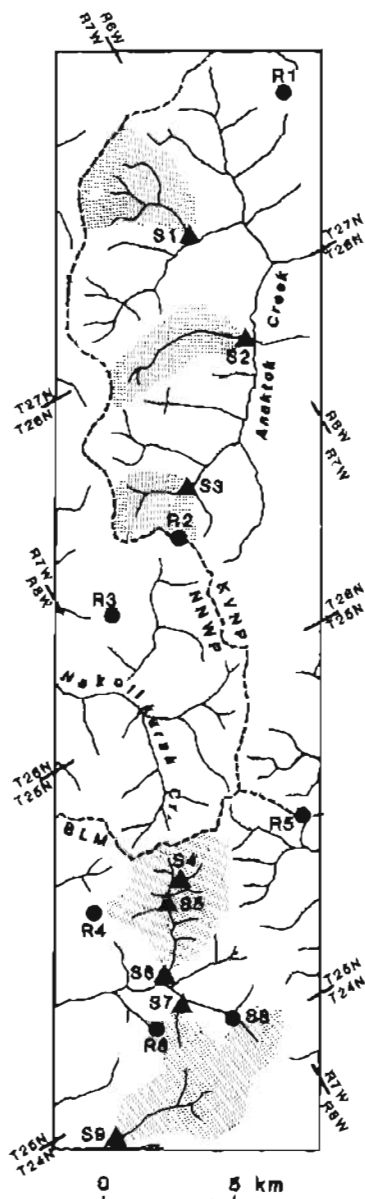 R6W
R7W
R1
S1
T27N
T26N
S2
Anaktok Creek
T27N
T26N
R8W
R7W
S3
R2
R7W
R8W
R3
KVNP
NNWP
T26N
T25N
T26N
T25N
BLM
R5
S4
S5
R4
S6
T25N
T24N
S7
S8
R6
R7W
R8W
S9
T25N
T24N
0 5 km